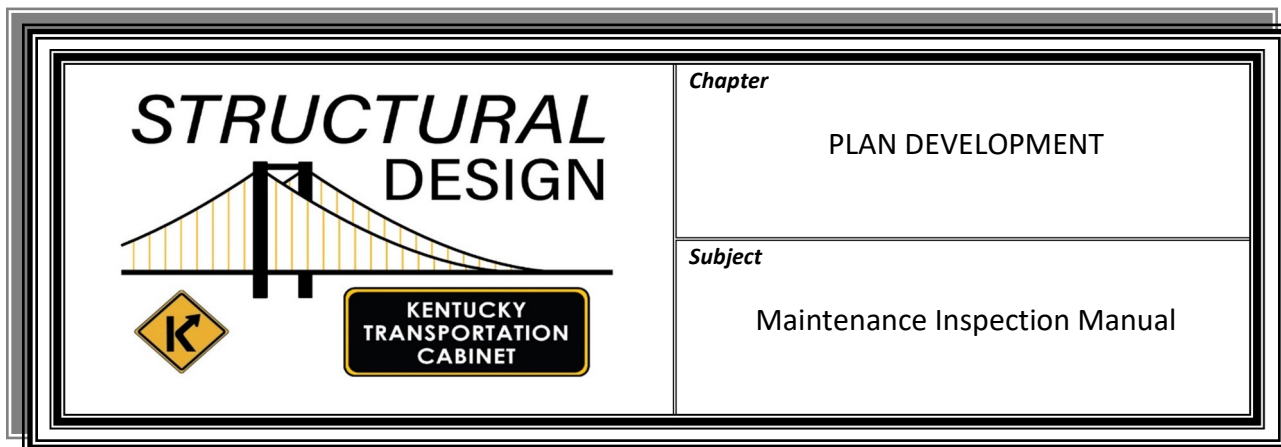 STRUCTURAL
DESIGN
KENTUCKY
TRANSPORTATION
CABINET
Chapter
PLAN DEVELOPMENT
Subject
Maintenance Inspection Manual